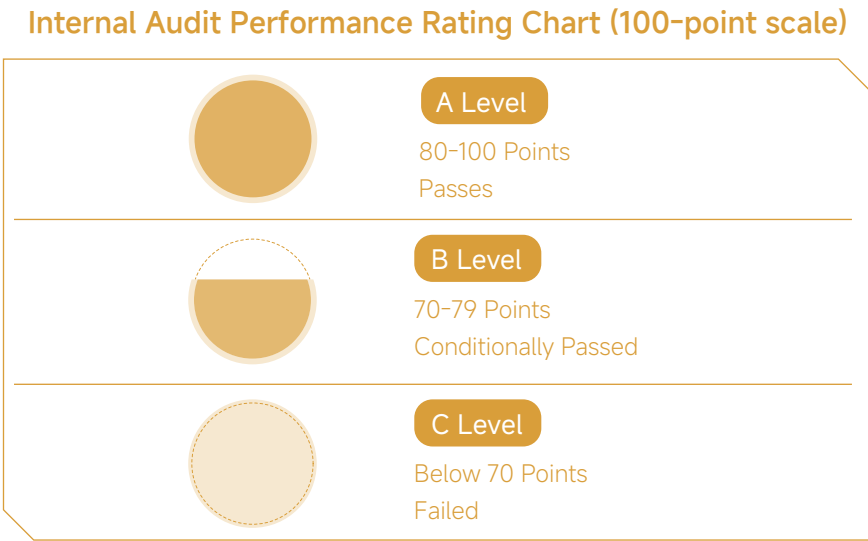 Internal Audit Performance Rating Chart (100-point scale)
A Level
80-100 Points
Passes
B Level
70-79 Points
Conditionally Passed
C Level
Below 70 Points
Failed